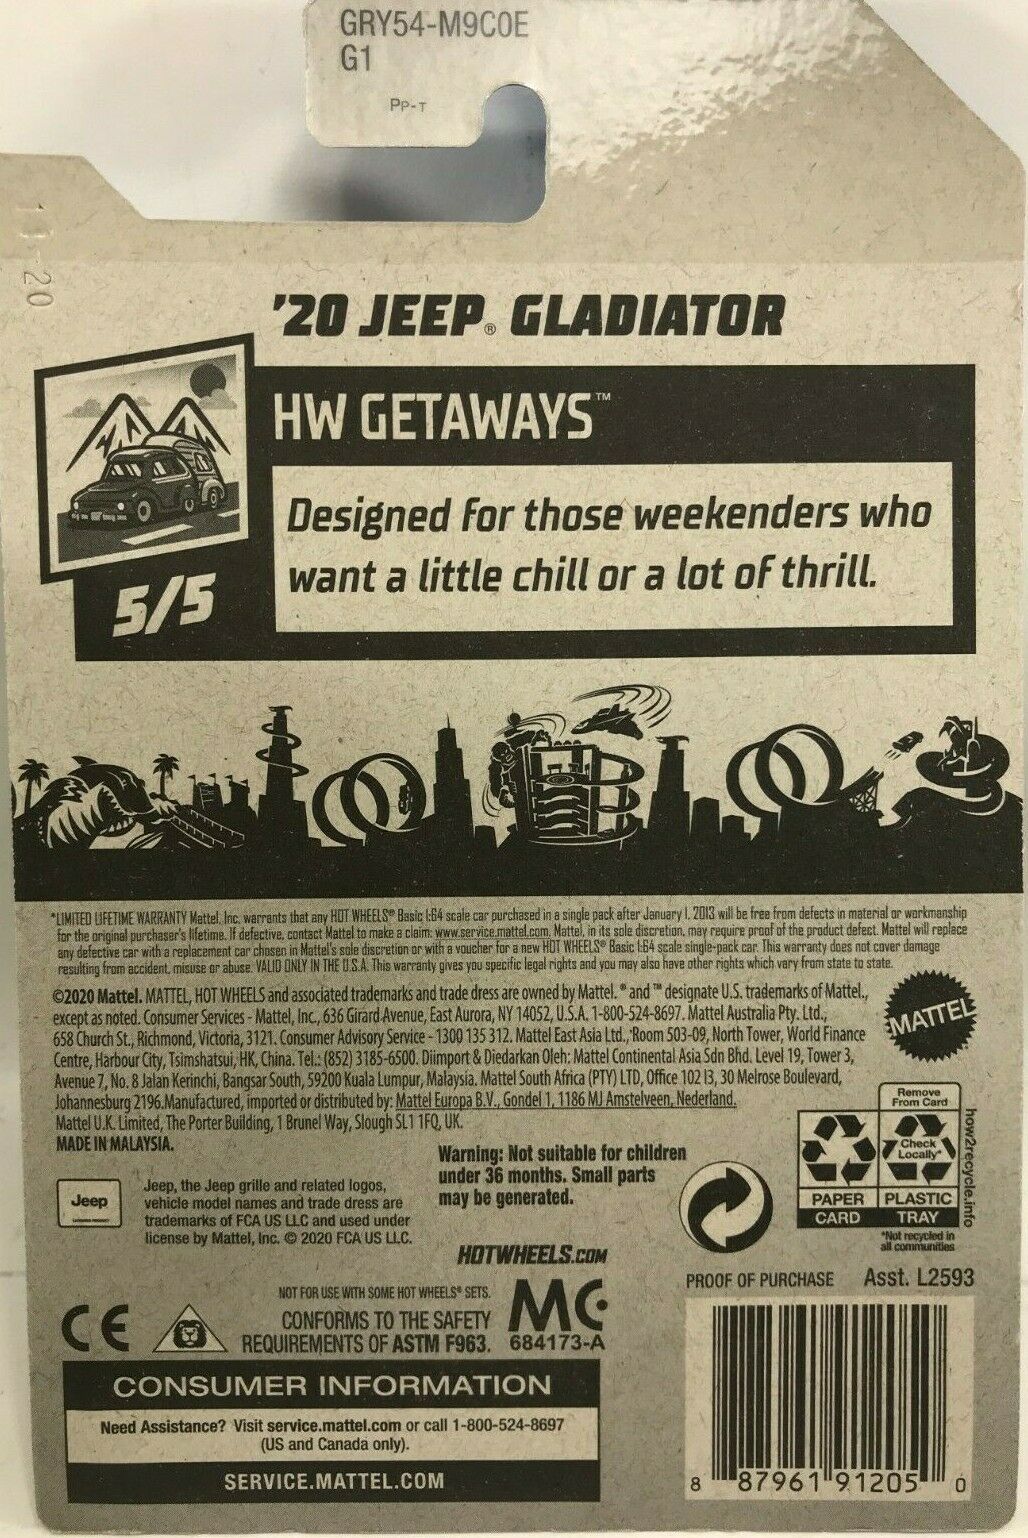 GRY54-M9C0E
G1
PP-T
20
'20 JEEP® GLADIATOR
HW GETAWAYS™
Designed for those weekenders who
want a little chill or a lot of thrill.
5/5
*LIMITED LIFETIME WARRANTY Mattel, Inc. warrants that any HOT WHEELS® Basic 1:64 scale car purchased in a single pack after January 1, 2013 will be free from defects in material or workmanship
for the original purchaser's lifetime. If defective, contact Mattel to make a claim: www.service.mattel.com. Mattel, in its sole discretion, may require proof of the product defect. Mattel will replace
any defective car with a replacement car chosen in Mattel's sole discretion or with a voucher for a new HOT WHEELS® Basic 1:64 scale single-pack car. This warranty does not cover damage
resulting from accident, misuse or abuse. VALID ONLY IN THE U.S.A. This warranty gives you specific legal rights and you may also have other rights which vary from state to state.
©2020 Mattel. MATTEL, HOT WHEELS and associated trademarks and trade dress are owned by Mattel. ® and ™ designate U.S. trademarks of Mattel.,
except as noted. Consumer Services - Mattel, Inc., 636 Girard Avenue, East Aurora, NY 14052, U.S.A. 1-800-524-8697. Mattel Australia Pty. Ltd.,
658 Church St., Richmond, Victoria, 3121. Consumer Advisory Service - 1300 135 312. Mattel East Asia Ltd., Room 503-09, North Tower, World Finance
Centre, Harbour City, Tsimshatsui, HK, China. Tel.: (852) 3185-6500. Diimport & Diedarkan Oleh: Mattel Continental Asia Sdn Bhd. Level 19, Tower 3,
Avenue 7, No. 8 Jalan Kerinchi, Bangsar South, 59200 Kuala Lumpur, Malaysia. Mattel South Africa (PTY) LTD, Office 102 I3, 30 Melrose Boulevard,
Johannesburg 2196. Manufactured, imported or distributed by: Mattel Europa B.V., Gondel 1, 1186 MJ Amstelveen, Nederland.
Mattel U.K. Limited, The Porter Building, 1 Brunel Way, Slough SL1 1FQ, UK.
MADE IN MALAYSIA.
MATTEL
Warning: Not suitable for children
under 36 months. Small parts
may be generated.
Jeep
Jeep, the Jeep grille and related logos,
vehicle model names and trade dress are
trademarks of FCA US LLC and used under
license by Mattel, Inc. © 2020 FCA US LLC.
Remove
From Card
Check
Locally*
PAPER
PLASTIC
CARD
TRAY
*Not recycled in
all communities
how2recycle.info
HOTWHEELS.COM
NOT FOR USE WITH SOME HOT WHEELS® SETS.
CONFORMS TO THE SAFETY
REQUIREMENTS OF ASTM F963.
CE
MC
684173-A
PROOF OF PURCHASE
Asst. L2593
CONSUMER INFORMATION
Need Assistance? Visit service.mattel.com or call 1-800-524-8697
(US and Canada only).
SERVICE.MATTEL.COM
8 87961 91205 0